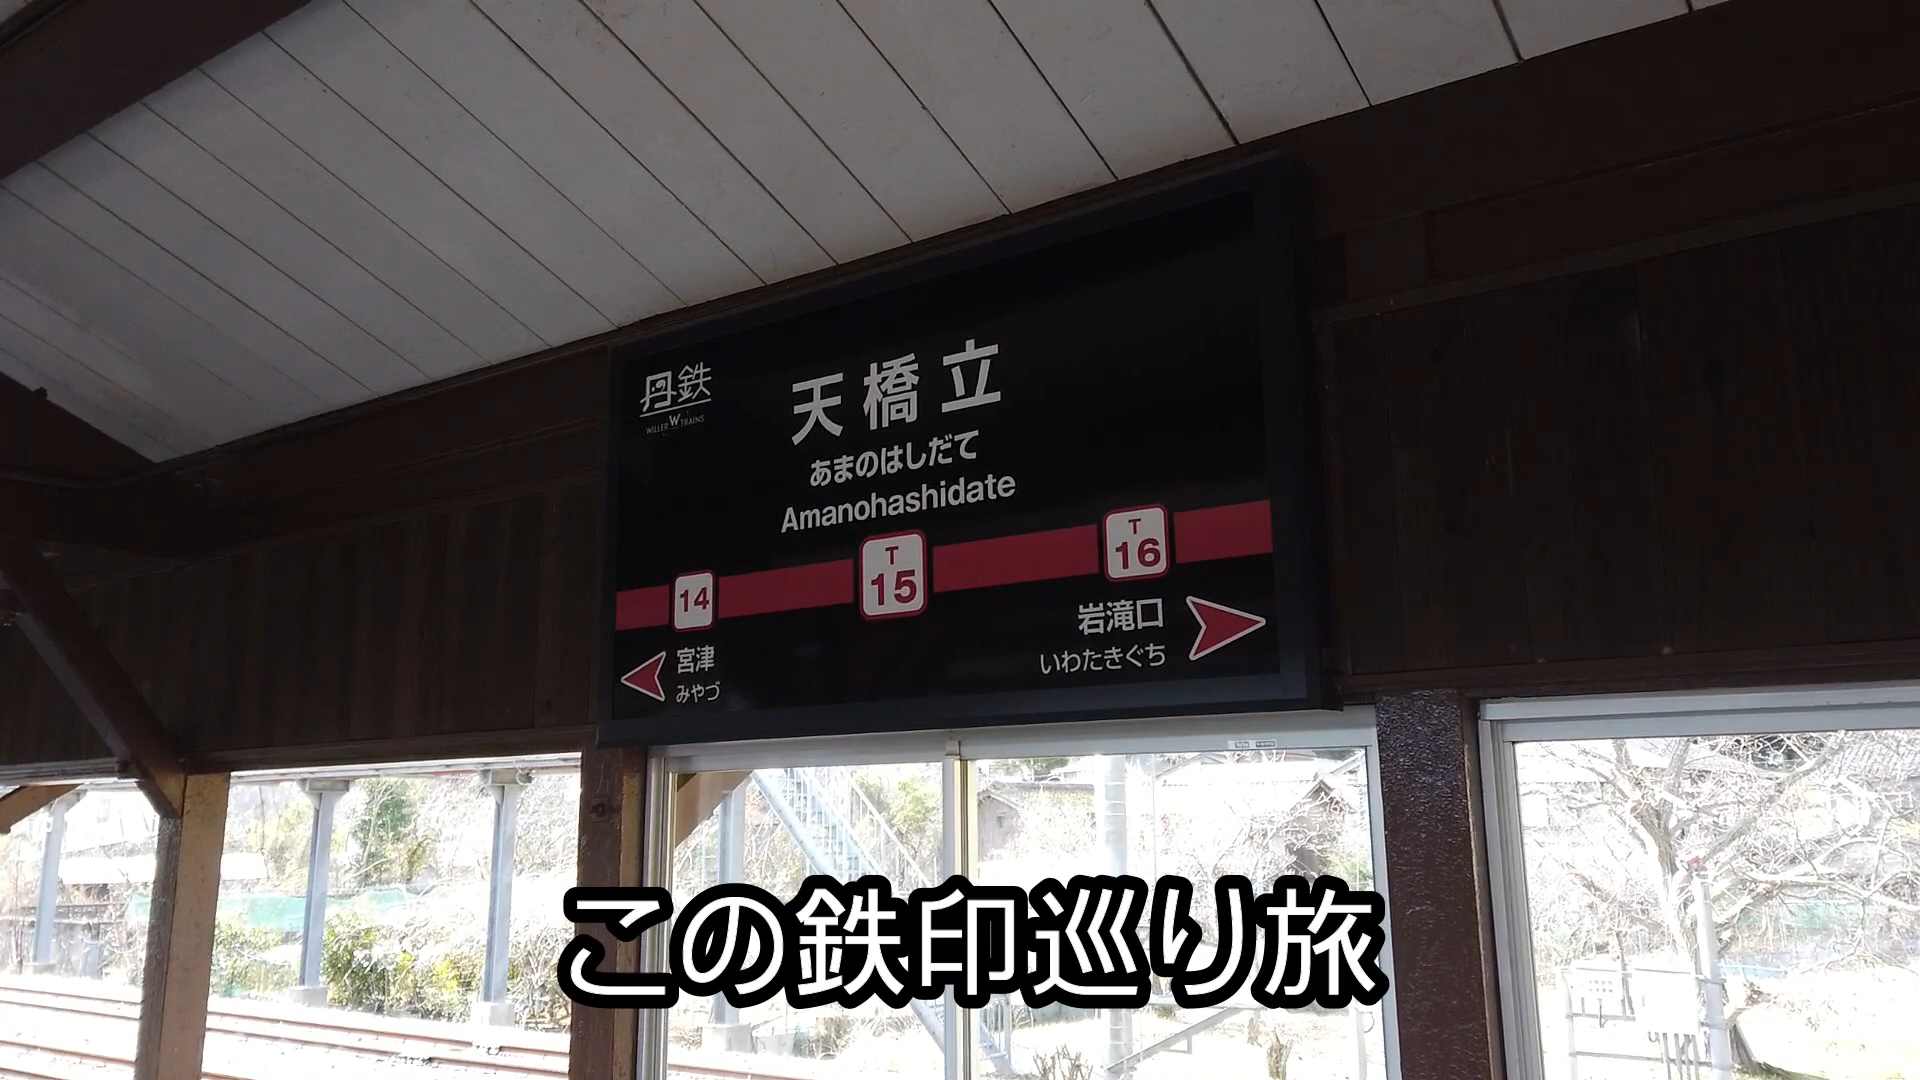 丹鉄
WILLER TRAINS
天橋立
あまのはしだて
Amanohashidate
14
T
15
T
16
宮津
みやづ
岩滝口
いわたきぐち
この鉄印巡り旅